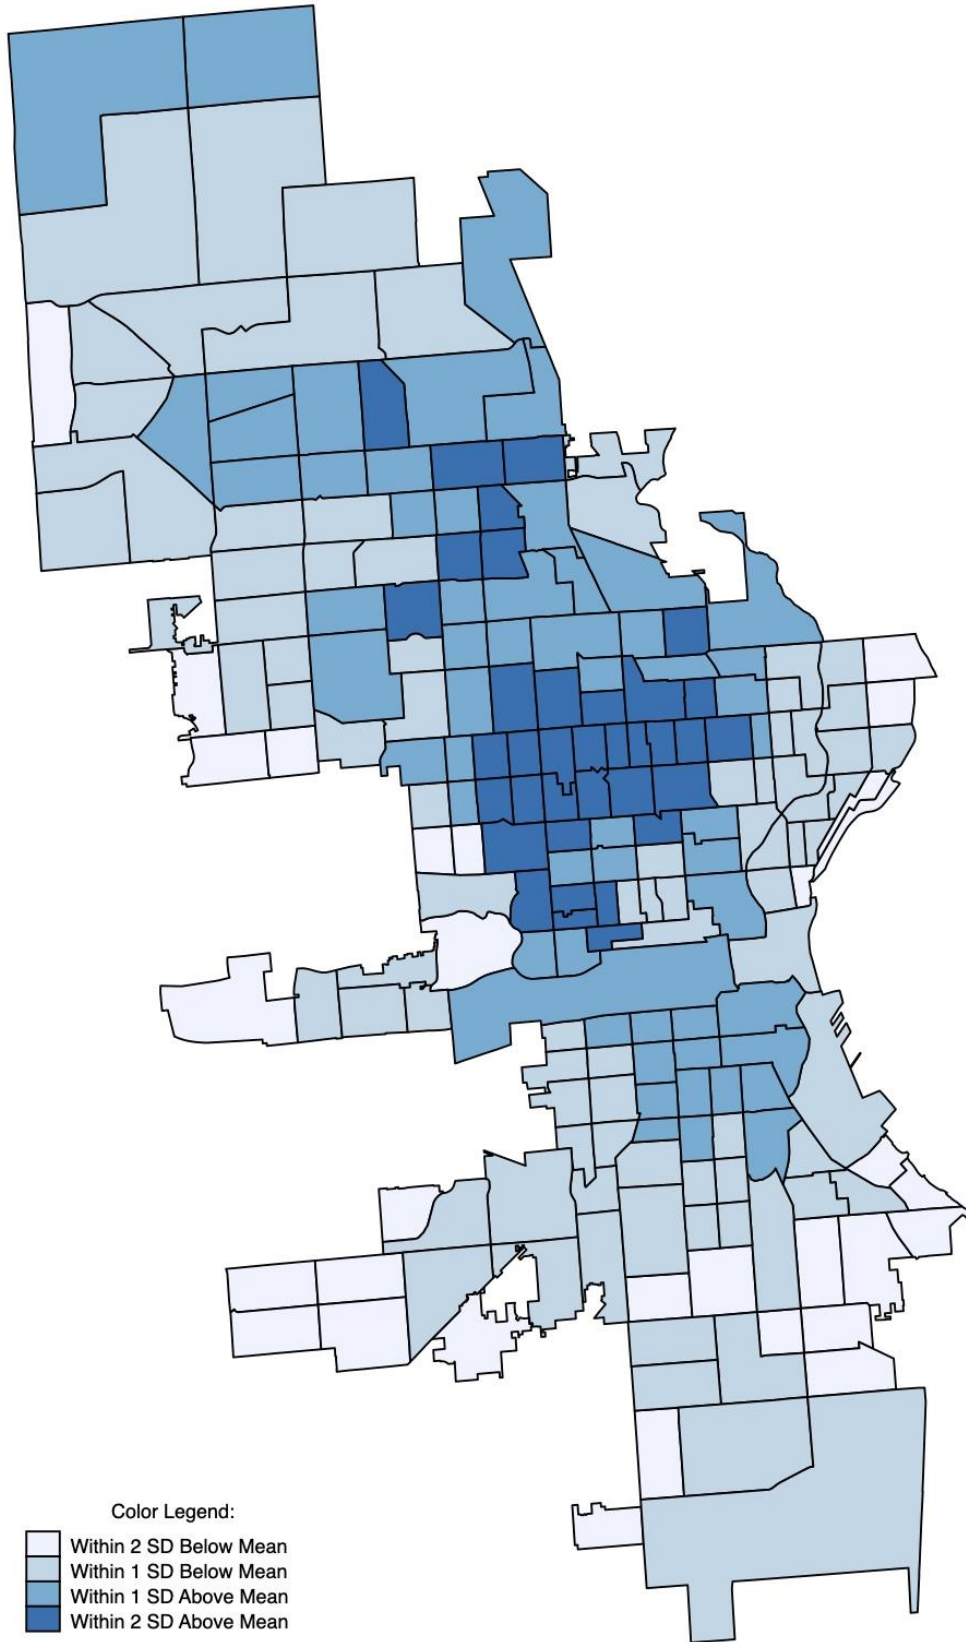 Color Legend:
Within 2 SD Below Mean
Within 1 SD Below Mean
Within 1 SD Above Mean
Within 2 SD Above Mean